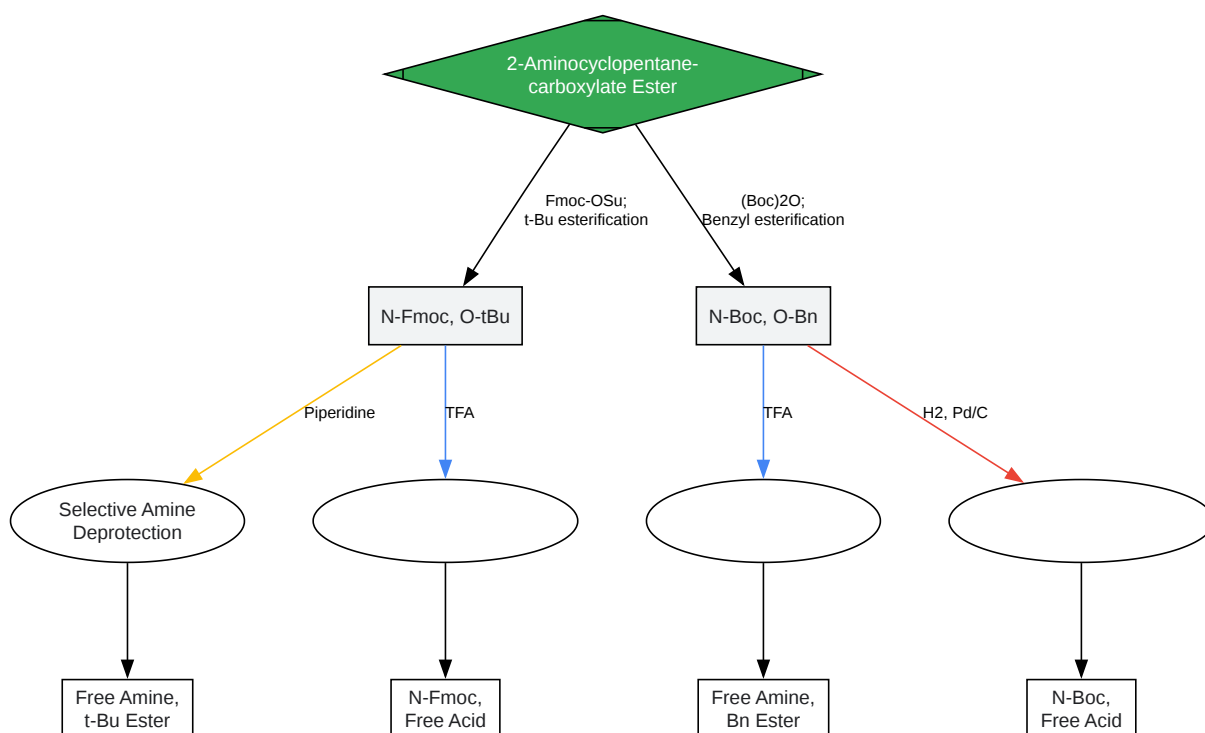 2-Aminocyclopentane-
carboxylate Ester
Fmoc-OSu;
t-Bu esterification
(Boc)2O;
Benzyl esterification
N-Fmoc, O-tBu
N-Boc, O-Bn
Piperidine
TFA
TFA
H2, Pd/C
Selective Amine
Deprotection
Free Amine,
t-Bu Ester
N-Fmoc,
Free Acid
Free Amine,
Bn Ester
N-Boc,
Free Acid